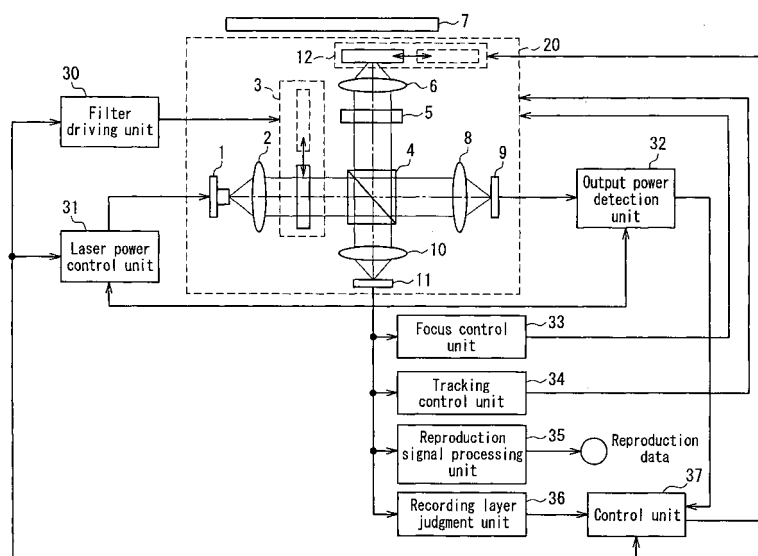 7
12
20
30
3
6
Filter
driving unit
5
1
2
4
8
9
32
Output power
detection
unit
31
Laser power
control unit
10
11
33
Focus control
unit
34
Tracking
control unit
35
Reproduction
signal processing
unit
Reproduction
data
37
36
Recording layer
judgment unit
Control unit